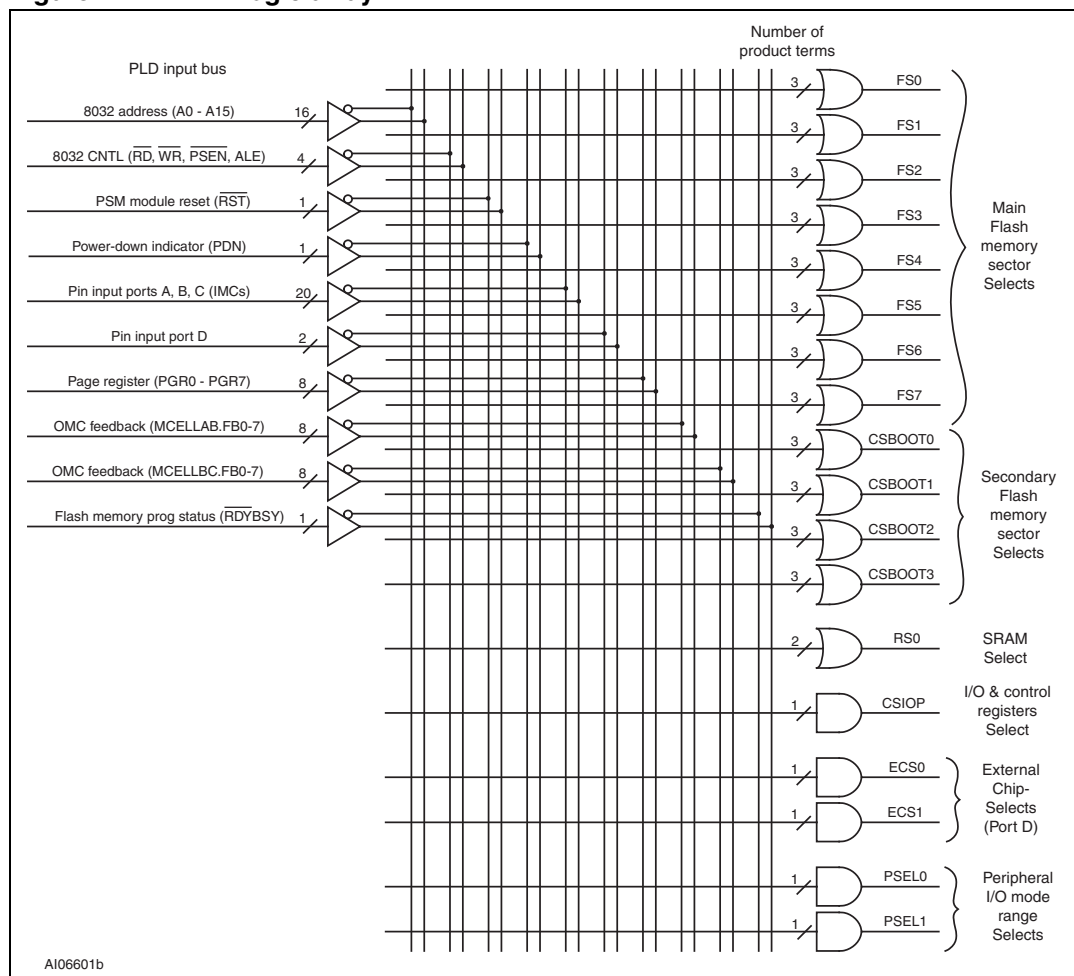 Number of
product terms
PLD input bus
8032 address (A0 - A15) 16
8032 CNTL (RD, WR, PSEN, ALE) 4
PSM module reset (RST) 1
Power-down indicator (PDN) 1
Pin input ports A, B, C (IMCs) 20
Pin input port D 2
Page register (PGR0 - PGR7) 8
OMC feedback (MCELLAB.FB0-7) 8
OMC feedback (MCELLBC.FB0-7) 8
Flash memory prog status (RDYBSY) 1
3 FS0
3 FS1
3 FS2
3 FS3
3 FS4
3 FS5
3 FS6
3 FS7
Main
Flash
memory
sector
Selects
3 CSBOOT0
3 CSBOOT1
3 CSBOOT2
3 CSBOOT3
Secondary
Flash
memory
sector
Selects
2 RS0
SRAM
Select
1 CSIOP
I/O & control
registers
Select
1 ECS0
1 ECS1
External
Chip-
Selects
(Port D)
1 PSEL0
1 PSEL1
Peripheral
I/O mode
range
Selects
AI06601b